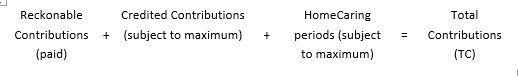 Reckonable Credited Contributions HomeCaring Total
Contributions + (subject to maximum) + periods (subject = Contributions
(paid) to maximum) (TC)